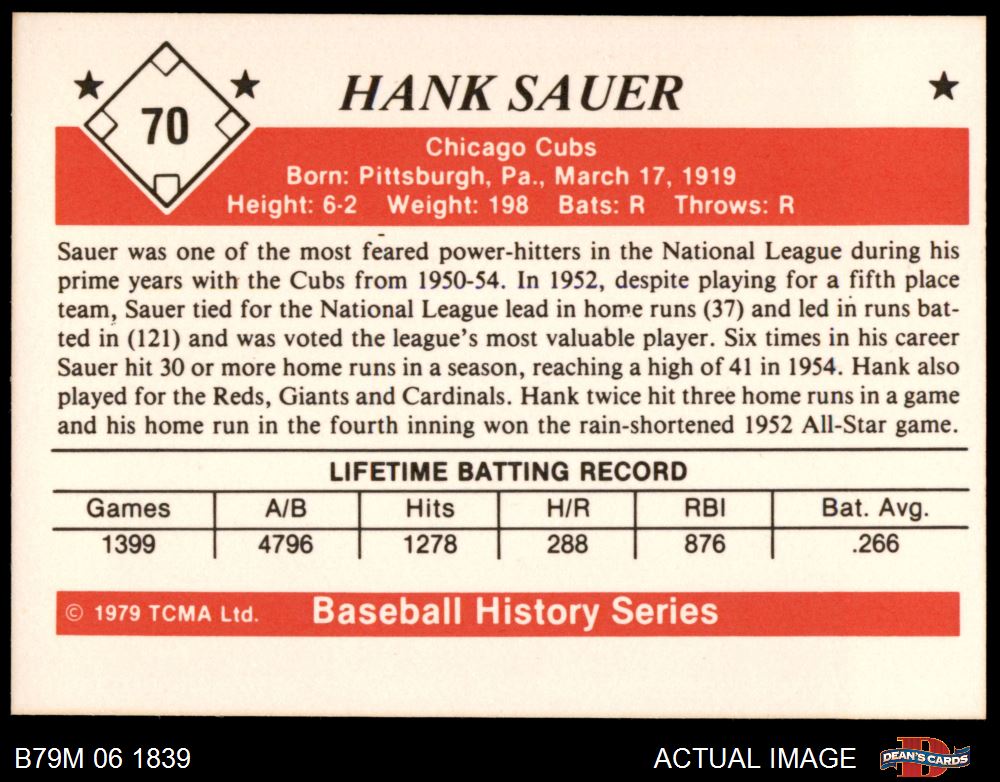 70
HANK SAUER
Chicago Cubs
Born: Pittsburgh, Pa., March 17, 1919
Height: 6-2 Weight: 198 Bats: R Throws: R
Sauer was one of the most feared power-hitters in the National League during his
prime years with the Cubs from 1950-54. In 1952, despite playing for a fifth place
team, Sauer tied for the National League lead in home runs (37) and led in runs bat-
ted in (121) and was voted the league's most valuable player. Six times in his career
Sauer hit 30 or more home runs in a season, reaching a high of 41 in 1954. Hank also
played for the Reds, Giants and Cardinals. Hank twice hit three home runs in a game
and his home run in the fourth inning won the rain-shortened 1952 All-Star game.
LIFETIME BATTING RECORD
Games A/B Hits H/R RBI Bat. Avg.
1399 4796 1278 288 876 .266
© 1979 TCMA Ltd. Baseball History Series
B79M 06 1839 ACTUAL IMAGE DEAN'S CARDS